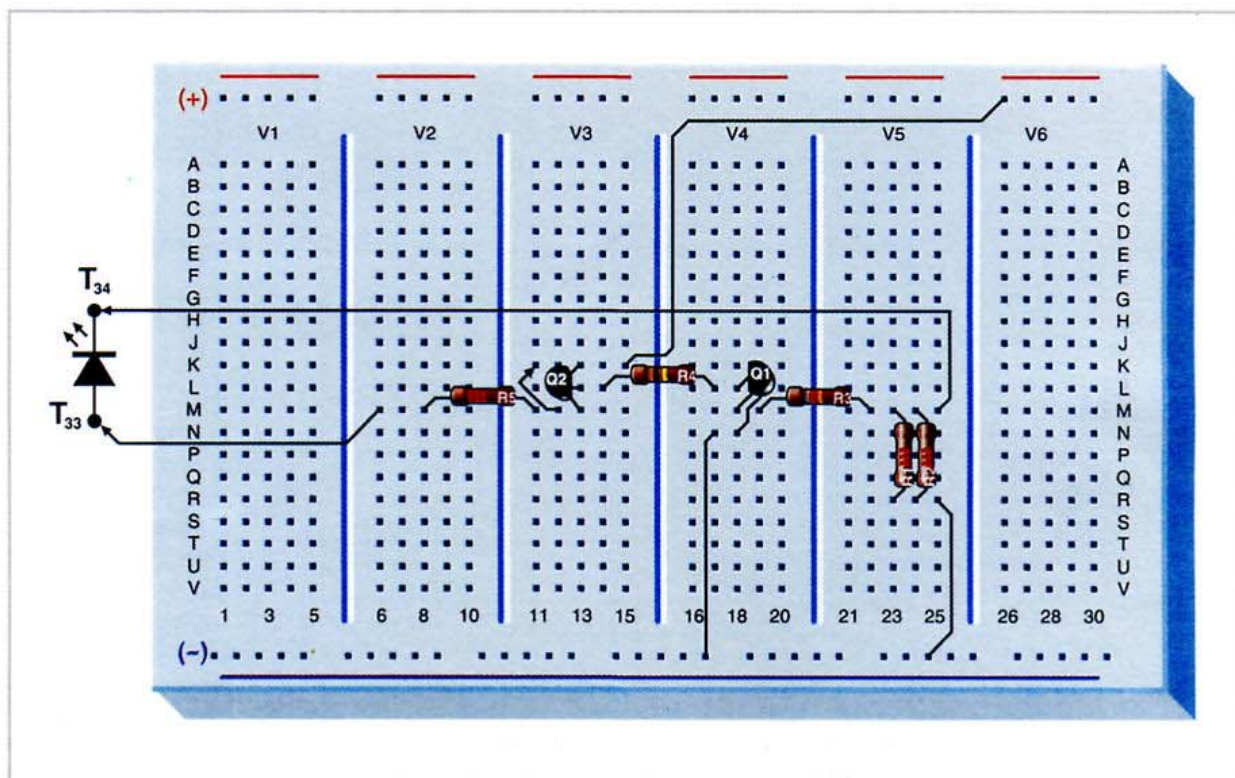 (+)
V1 V2 V3 V4 V5 V6
A A
B B
C C
D D
E E
F F
T34
G G
H H
J J
K K
Q2 R4 Q1
L L
R5 R3
M M
T33
N N
P P
Q Q
R R
S S
T T
U U
V V
1 3 5 6 8 10 11 13 15 16 18 20 21 23 25 26 28 30
(-)